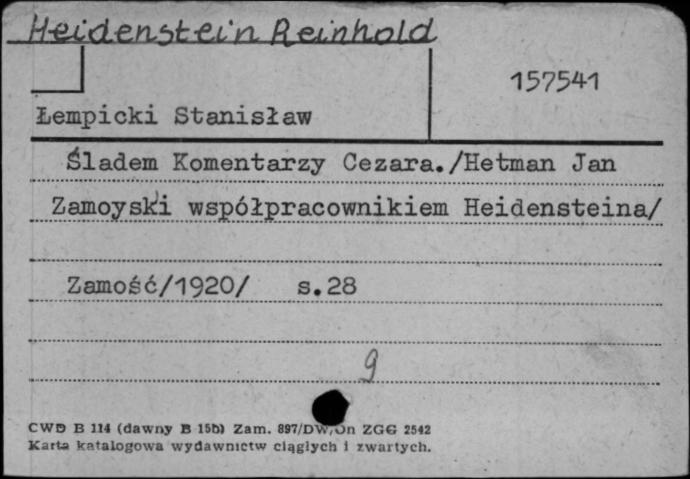 Heidenstein Reinhold
157541
Łempicki Stanisław
Śladem Komentarzy Cezara./Hetman Jan
Zamoyski współpracownikiem Heidensteina/
Zamość/1920/ s.28
9
CWD B 114 (dawny B 15b) Zam. 897/DW/On ZGG 2542
Karta katalogowa wydawnictw ciągłych i zwartych.